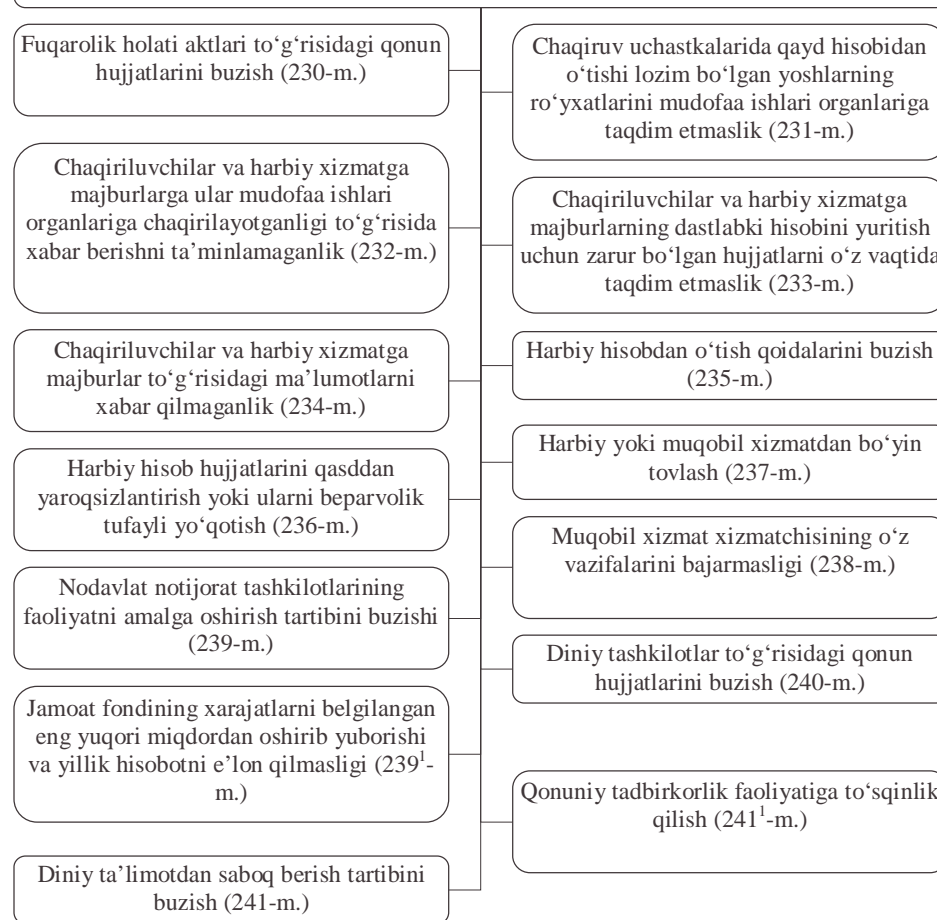 Fuqarolik holati aktlari to‘g‘risidagi qonun
hujjatlarini buzish (230-m.)
Chaqiruv uchastkalarida qayd hisobidan
o‘tishi lozim bo‘lgan yoshlarning
ro‘yxatlarini mudofaa ishlari organlariga
taqdim etmaslik (231-m.)
Chaqiriluvchilar va harbiy xizmatga
majburlarga ular mudofaa ishlari
organlariga chaqirilayotganligi to‘g‘risida
xabar berishni ta’minlamaganlik (232-m.)
Chaqiriluvchilar va harbiy xizmatga
majburlarning dastlabki hisobini yuritish
uchun zarur bo‘lgan hujjatlarni o‘z vaqtida
taqdim etmaslik (233-m.)
Chaqiriluvchilar va harbiy xizmatga
majburlar to‘g‘risidagi ma’lumotlarni
xabar qilmaganlik (234-m.)
Harbiy hisobdan o‘tish qoidalarini buzish
(235-m.)
Harbiy hisob hujjatlarini qasddan
yaroqsizlantirish yoki ularni beparvolik
tufayli yo‘qotish (236-m.)
Harbiy yoki muqobil xizmatdan bo‘yin
tovlash (237-m.)
Muqobil xizmat xizmatchisining o‘z
vazifalarini bajarmasligi (238-m.)
Nodavlat notijorat tashkilotlarining
faoliyatni amalga oshirish tartibini buzishi
(239-m.)
Diniy tashkilotlar to‘g‘risidagi qonun
hujjatlarini buzish (240-m.)
Jamoat fondining xarajatlarni belgilangan
eng yuqori miqdordan oshirib yuborishi
va yillik hisobotni e’lon qilmasligi (239¹-
m.)
Qonuniy tadbirkorlik faoliyatiga to‘sqinlik
qilish (241¹-m.)
Diniy ta’limotdan saboq berish tartibini
buzish (241-m.)